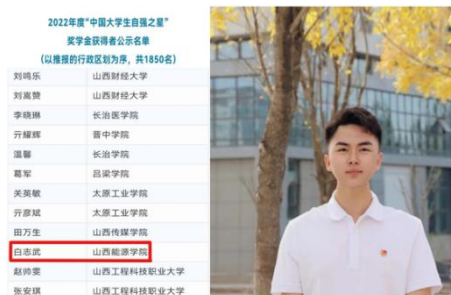 2022年度“中国大学生自强之星”
奖学金获得者公示名单
(以推报的行政区划为序，共1850名)
刘鸣乐 山西财经大学
刘嵩赞 山西财经大学
李晓琳 长治医学院
亓耀辉 晋中学院
温馨 长治学院
葛军 吕梁学院
关英敏 太原工业学院
亓彦斌 太原工业学院
田万生 山西传媒学院
白志武 山西能源学院
赵帅雯 山西工程科技职业大学
张安琪 山西工程科技职业大学